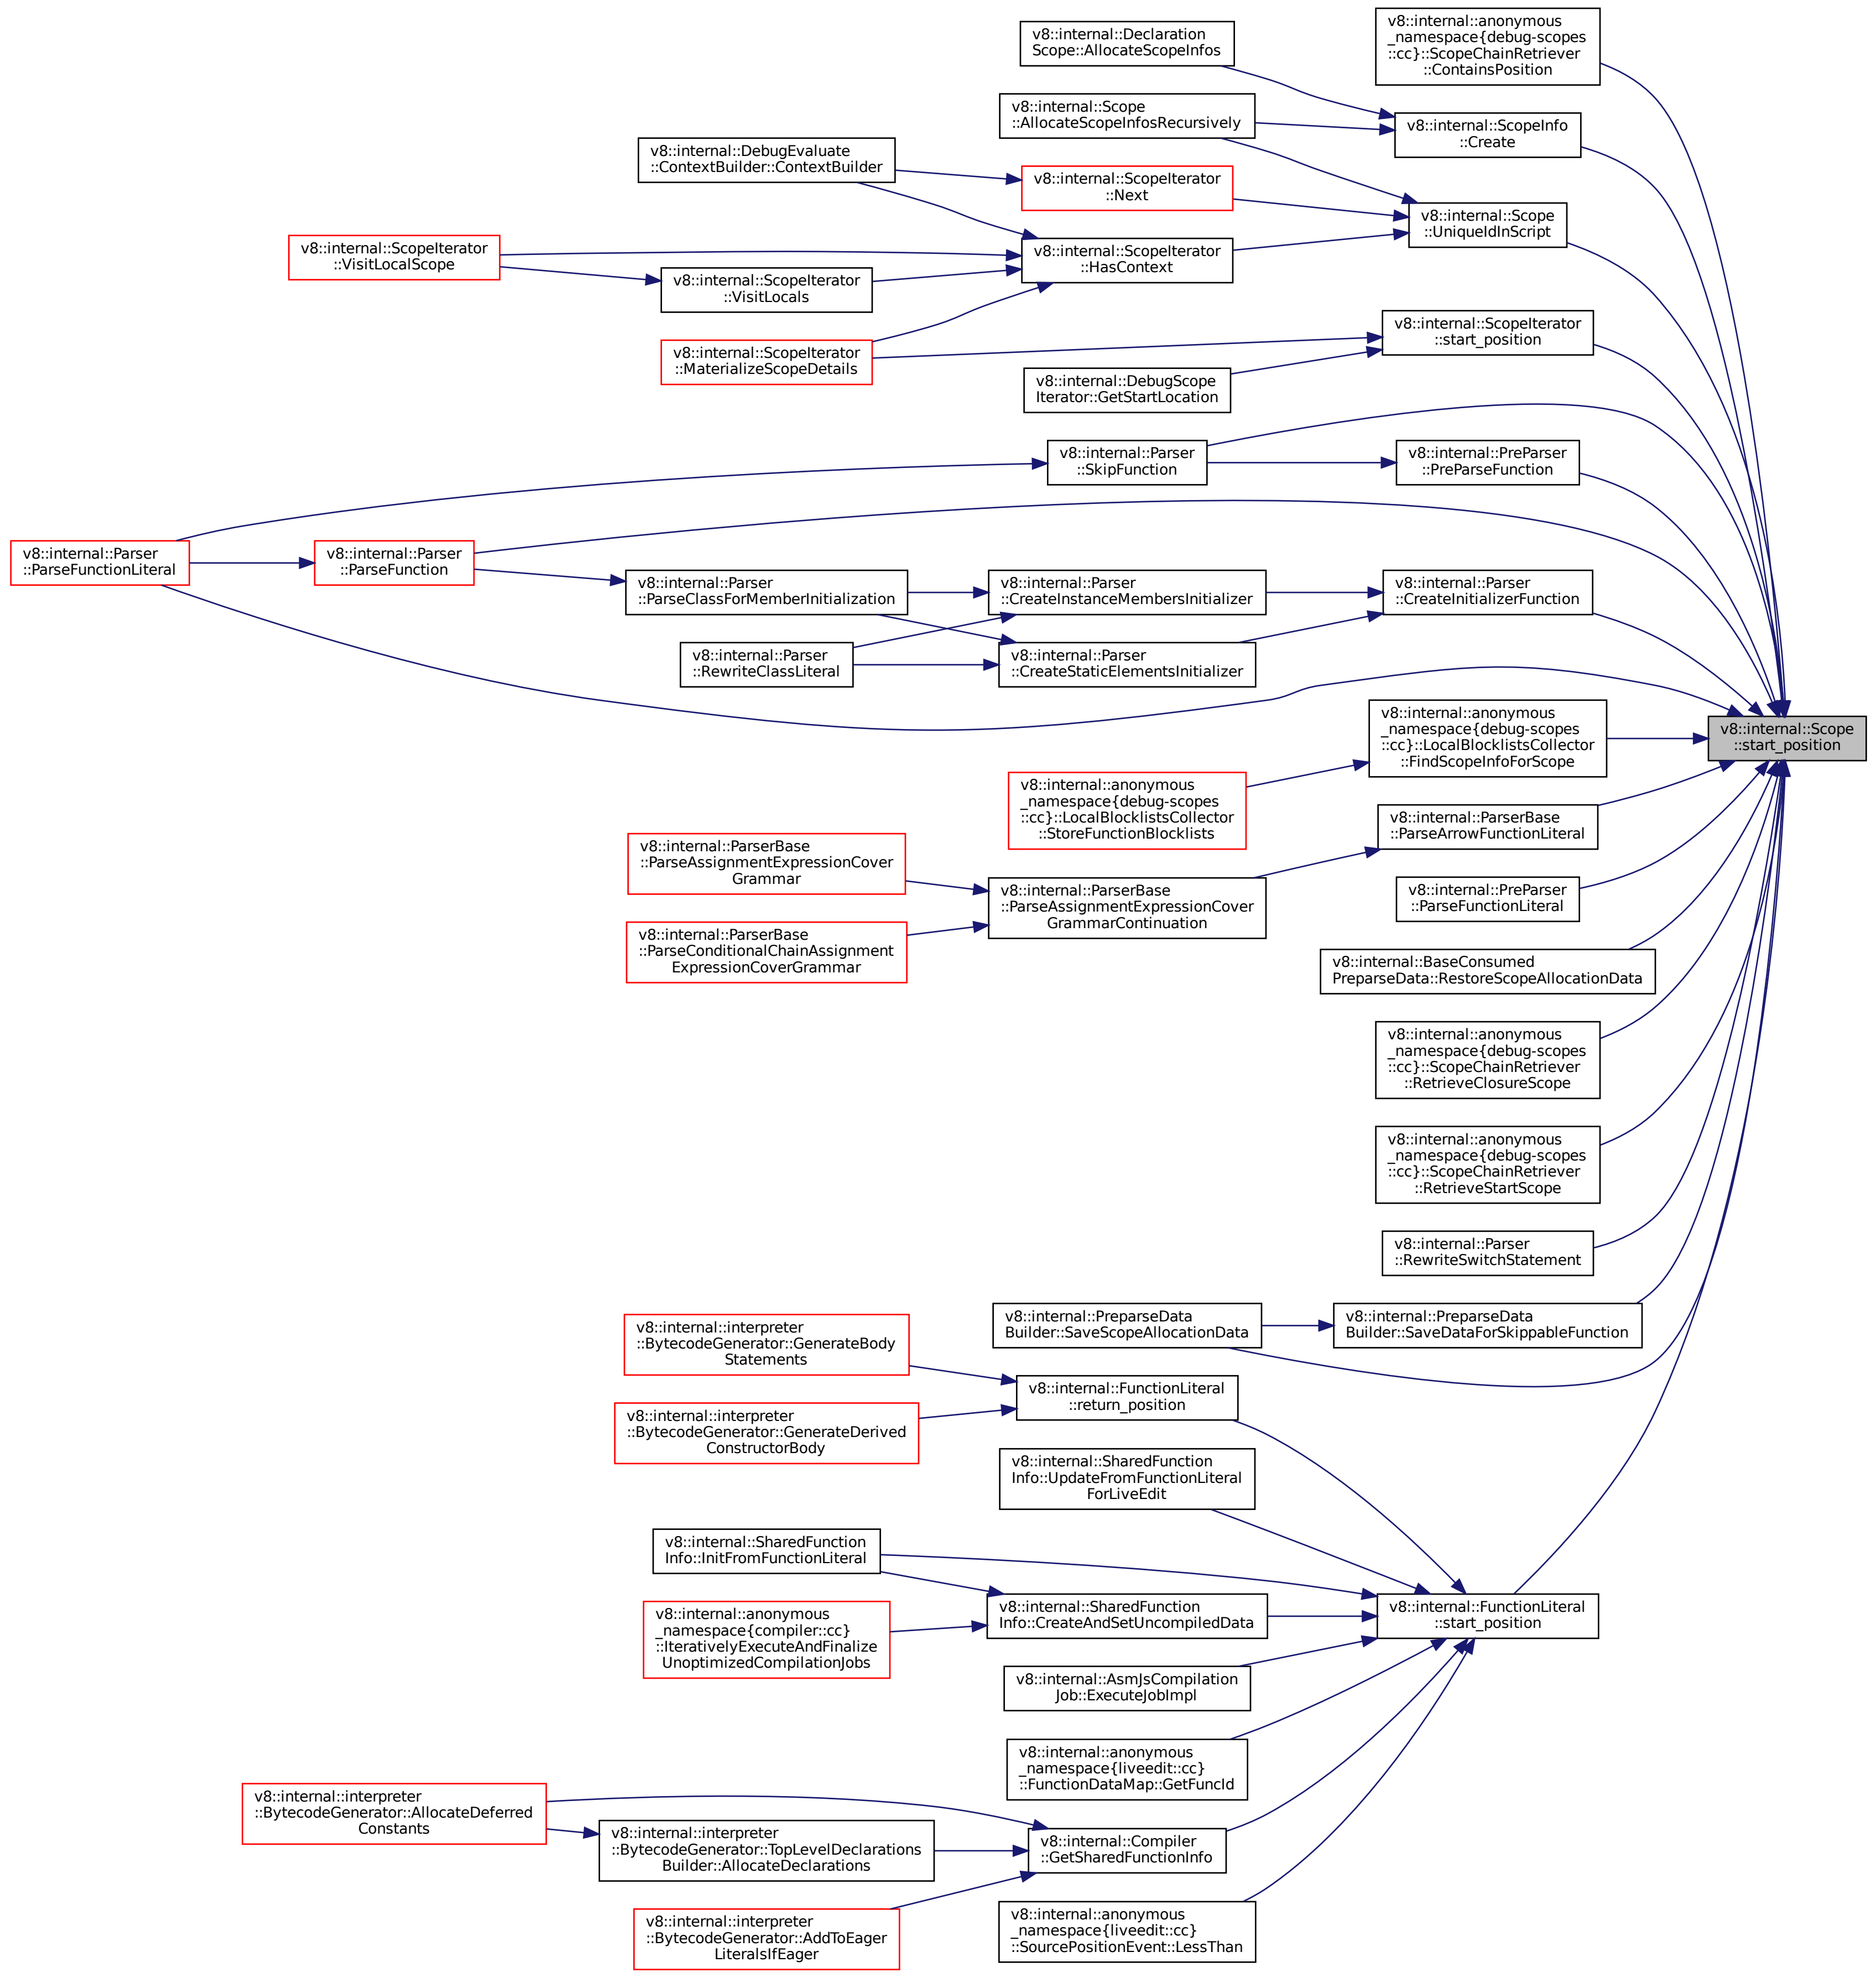 v8::internal::anonymous
_namespace{debug-scopes
::cc}::ScopeChainRetriever
::ContainsPosition
v8::internal::Declaration
Scope::AllocateScopeInfos
v8::internal::Scope
::AllocateScopeInfosRecursively
v8::internal::ScopeInfo
::Create
v8::internal::DebugEvaluate
::ContextBuilder::ContextBuilder
v8::internal::ScopeIterator
::Next
v8::internal::Scope
::UniqueIdInScript
v8::internal::ScopeIterator
::VisitLocalScope
v8::internal::ScopeIterator
::HasContext
v8::internal::ScopeIterator
::VisitLocals
v8::internal::ScopeIterator
::start_position
v8::internal::ScopeIterator
::MaterializeScopeDetails
v8::internal::DebugScope
Iterator::GetStartLocation
v8::internal::Parser
::SkipFunction
v8::internal::PreParser
::PreParseFunction
v8::internal::Parser
::ParseFunctionLiteral
v8::internal::Parser
::ParseFunction
v8::internal::Parser
::ParseClassForMemberInitialization
v8::internal::Parser
::CreateInstanceMembersInitializer
v8::internal::Parser
::CreateInitializerFunction
v8::internal::Parser
::RewriteClassLiteral
v8::internal::Parser
::CreateStaticElementsInitializer
v8::internal::anonymous
_namespace{debug-scopes
::cc}::LocalBlocklistsCollector
::FindScopeInfoForScope
v8::internal::Scope
::start_position
v8::internal::anonymous
_namespace{debug-scopes
::cc}::LocalBlocklistsCollector
::StoreFunctionBlocklists
v8::internal::ParserBase
::ParseArrowFunctionLiteral
v8::internal::ParserBase
::ParseAssignmentExpressionCover
Grammar
v8::internal::ParserBase
::ParseAssignmentExpressionCover
GrammarContinuation
v8::internal::PreParser
::ParseFunctionLiteral
v8::internal::ParserBase
::ParseConditionalChainAssignment
ExpressionCoverGrammar
v8::internal::BaseConsumed
PreparseData::RestoreScopeAllocationData
v8::internal::anonymous
_namespace{debug-scopes
::cc}::ScopeChainRetriever
::RetrieveClosureScope
v8::internal::anonymous
_namespace{debug-scopes
::cc}::ScopeChainRetriever
::RetrieveStartScope
v8::internal::Parser
::RewriteSwitchStatement
v8::internal::PreparseData
Builder::SaveScopeAllocationData
v8::internal::PreparseData
Builder::SaveDataForSkippableFunction
v8::internal::interpreter
::BytecodeGenerator::GenerateBody
Statements
v8::internal::FunctionLiteral
::return_position
v8::internal::interpreter
::BytecodeGenerator::GenerateDerived
ConstructorBody
v8::internal::SharedFunction
Info::UpdateFromFunctionLiteral
ForLiveEdit
v8::internal::SharedFunction
Info::InitFromFunctionLiteral
v8::internal::SharedFunction
Info::CreateAndSetUncompiledData
v8::internal::FunctionLiteral
::start_position
v8::internal::anonymous
_namespace{compiler::cc}
::IterativelyExecuteAndFinalize
UnoptimizedCompilationJobs
v8::internal::AsmJsCompilation
Job::ExecuteJobImpl
v8::internal::anonymous
_namespace{liveedit::cc}
::FunctionDataMap::GetFuncId
v8::internal::interpreter
::BytecodeGenerator::AllocateDeferred
Constants
v8::internal::interpreter
::BytecodeGenerator::TopLevelDeclarations
Builder::AllocateDeclarations
v8::internal::Compiler
::GetSharedFunctionInfo
v8::internal::interpreter
::BytecodeGenerator::AddToEager
LiteralsIfEager
v8::internal::anonymous
_namespace{liveedit::cc}
::SourcePositionEvent::LessThan